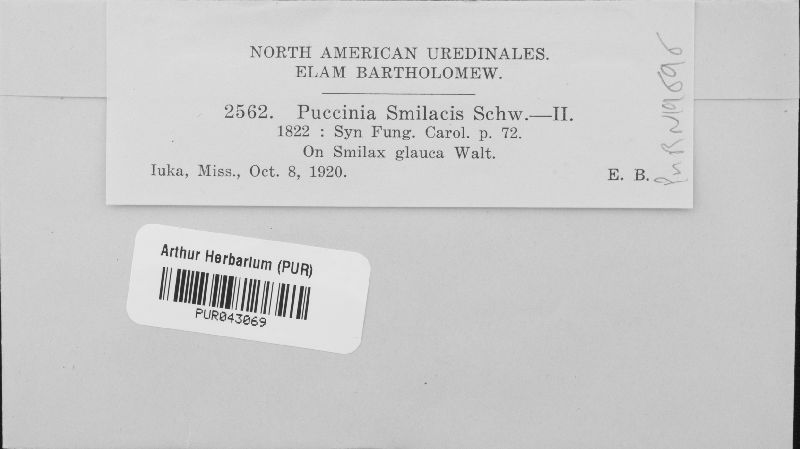 NORTH AMERICAN UREDINALES.
ELAM BARTHOLOMEW.
2562. Puccinia Smilacis Schw.—II.
1822 : Syn Fung. Carol. p. 72.
On Smilax glauca Walt.
Iuka, Miss., Oct. 8, 1920. E. B.
Arthur Herbarium (PUR)
PUR043069